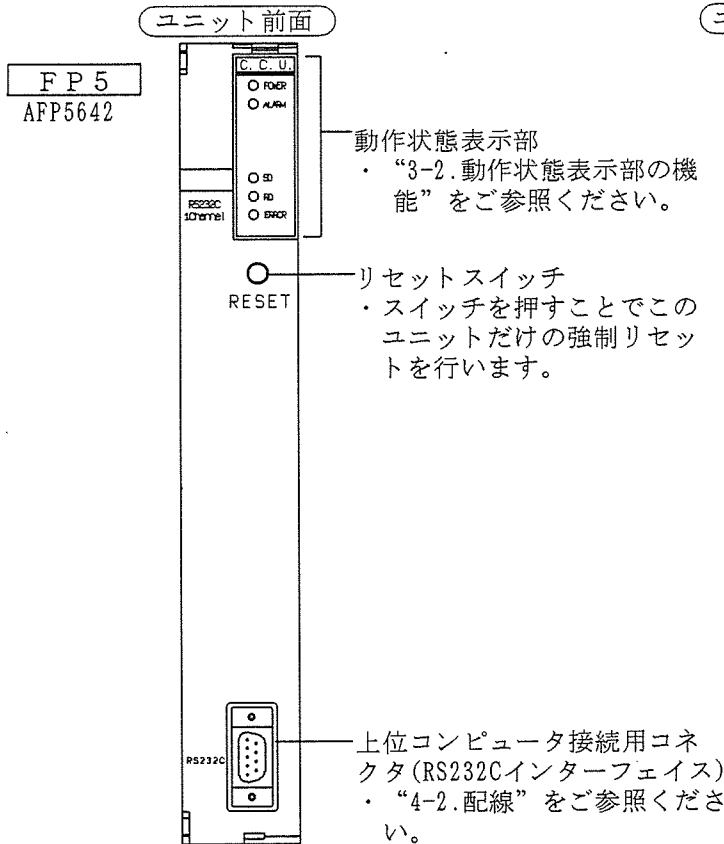 ユニット前面
FP5
AFP5642
C. C. U.
POWER
ALARM
SD
RD
ERROR
RS232C
1Channel
動作状態表示部
・ “3-2.動作状態表示部の機
能”をご参照ください。
リセットスイッチ
・スイッチを押すことでこの
ユニットだけの強制リセッ
トを行います。
RESET
RS232C
上位コンピュータ接続用コネ
クタ(RS232Cインターフェイス)
・ “4-2.配線”をご参照くださ
い。